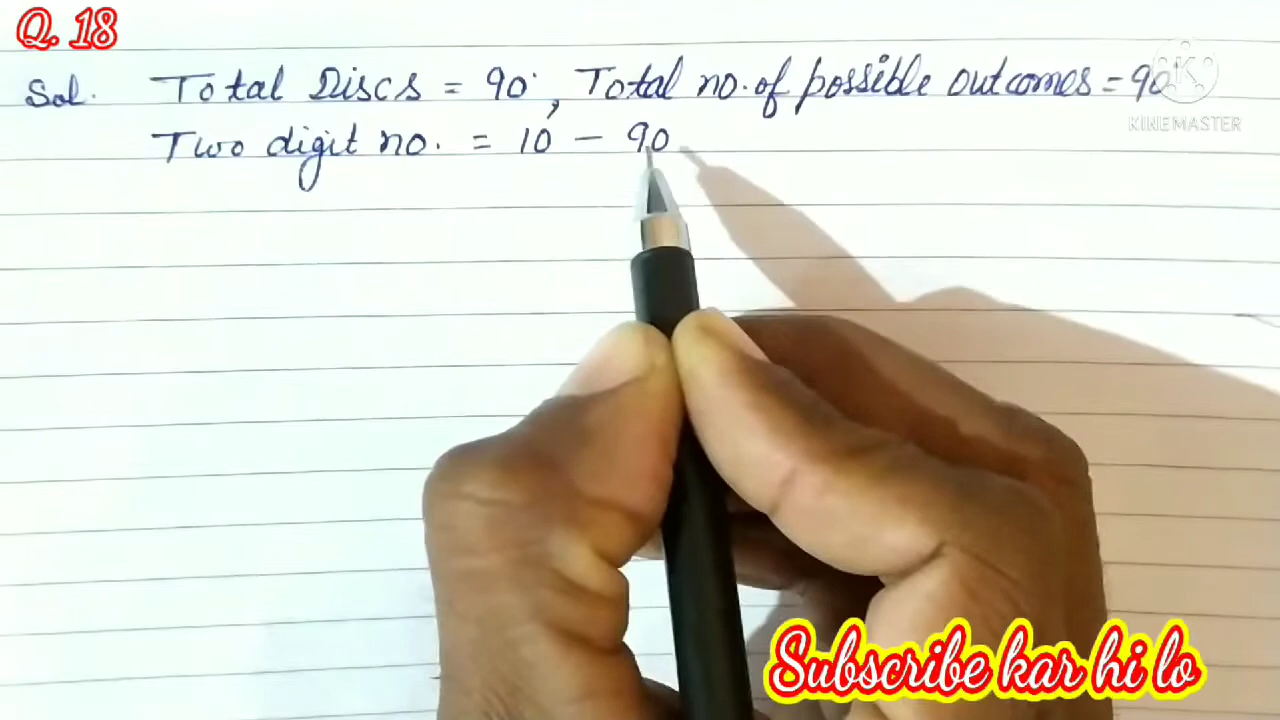 Q. 18
Sol. Total Discs = 90, Total no. of possible outcomes = 90
KINEMASTER
Two digit no. = 10 - 90
Subscribe kar hi lo